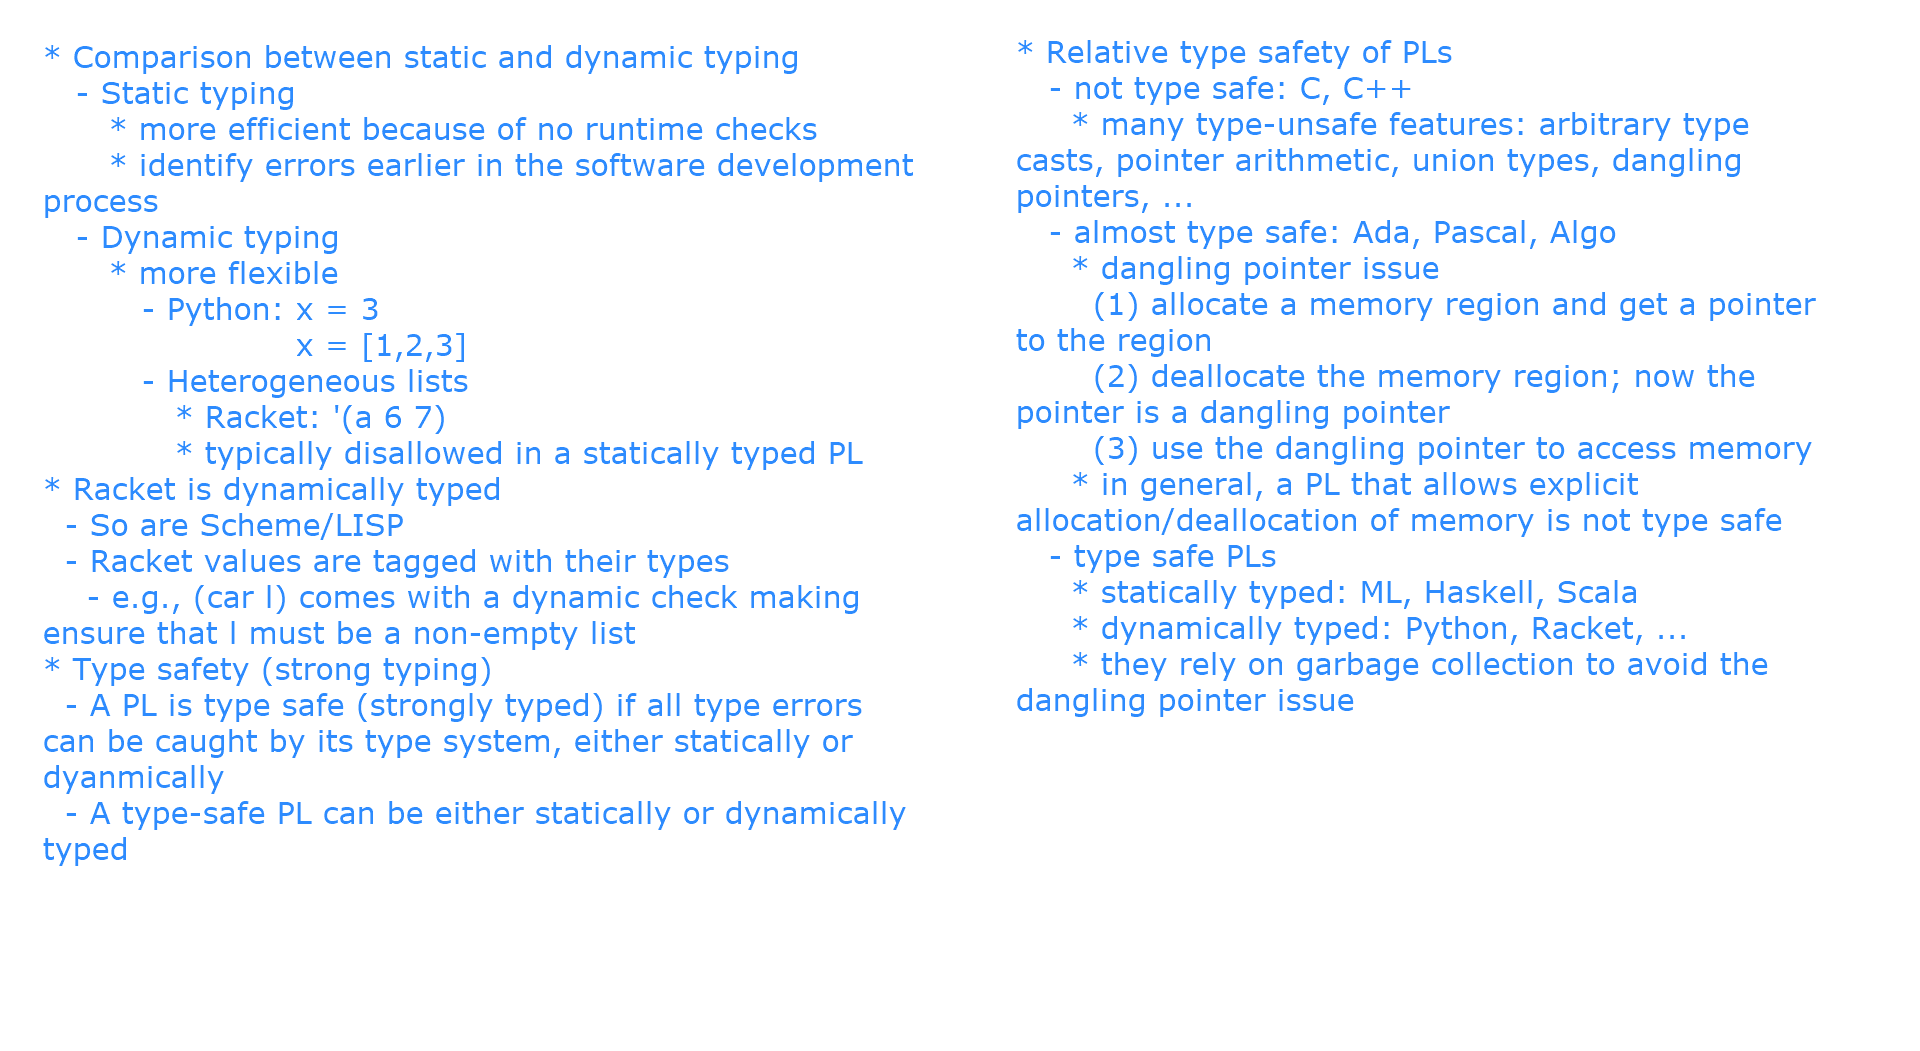 * Comparison between static and dynamic typing
- Static typing
* more efficient because of no runtime checks
* identify errors earlier in the software development
process
- Dynamic typing
* more flexible
- Python: x = 3
x = [1,2,3]
- Heterogeneous lists
* Racket: '(a 6 7)
* typically disallowed in a statically typed PL
* Racket is dynamically typed
- So are Scheme/LISP
- Racket values are tagged with their types
- e.g., (car l) comes with a dynamic check making
ensure that l must be a non-empty list
* Type safety (strong typing)
- A PL is type safe (strongly typed) if all type errors
can be caught by its type system, either statically or
dyanmically
- A type-safe PL can be either statically or dynamically
typed
* Relative type safety of PLs
- not type safe: C, C++
* many type-unsafe features: arbitrary type
casts, pointer arithmetic, union types, dangling
pointers, ...
- almost type safe: Ada, Pascal, Algo
* dangling pointer issue
(1) allocate a memory region and get a pointer
to the region
(2) deallocate the memory region; now the
pointer is a dangling pointer
(3) use the dangling pointer to access memory
* in general, a PL that allows explicit
allocation/deallocation of memory is not type safe
- type safe PLs
* statically typed: ML, Haskell, Scala
* dynamically typed: Python, Racket, ...
* they rely on garbage collection to avoid the
dangling pointer issue